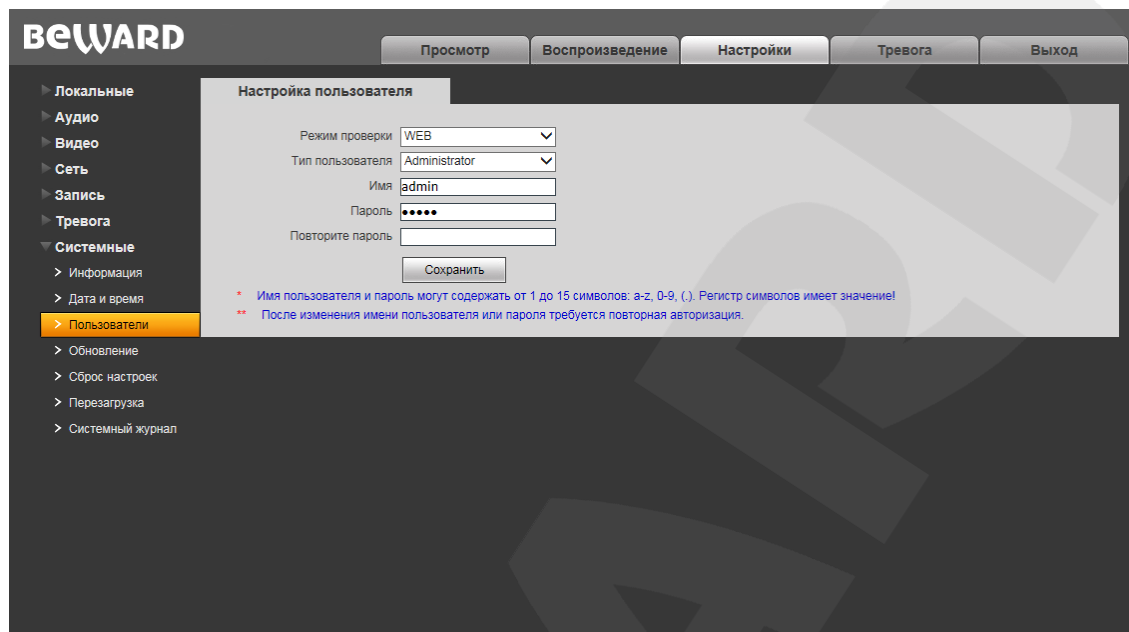 BEWARD
Просмотр Воспроизведение Настройки Тревога Выход
Локальные
Аудио
Видео
Сеть
Запись
Тревога
Системные
> Информация
> Дата и время
> Пользователи
> Обновление
> Сброс настроек
> Перезагрузка
> Системный журнал
Настройка пользователя
Режим проверки WEB
Тип пользователя Administrator
Имя admin
Пароль •••••
Повторите пароль
Сохранить
* Имя пользователя и пароль могут содержать от 1 до 15 символов: a-z, 0-9, (.). Регистр символов имеет значение!
** После изменения имени пользователя или пароля требуется повторная авторизация.